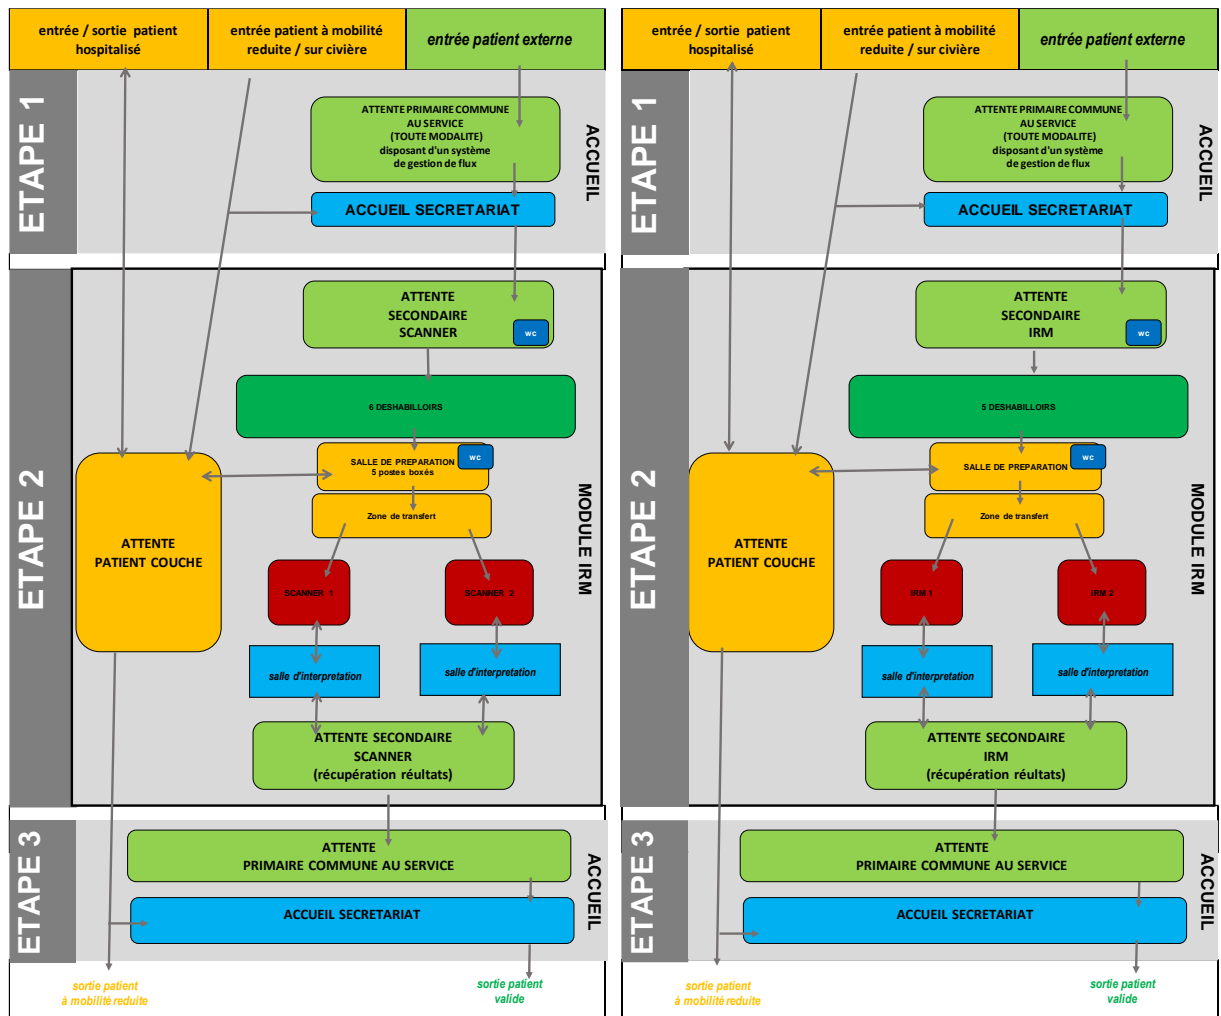 entrée / sortie patient
hospitalisé
entrée patient à mobilité
reduite / sur civière
entrée patient externe
ETAPE 1
ATTENTE PRIMAIRE COMMUNE
AU SERVICE
(TOUTE MODALITE)
disposant d'un système
de gestion de flux
ACCUEIL SECRETARIAT
ACCUEIL
ETAPE 2
ATTENTE
SECONDAIRE
SCANNER
WC
6 DESHABILLOIRS
SALLE DE PREPARATION
5 postes boxés
WC
Zone de transfert
ATTENTE
PATIENT COUCHE
SCANNER 1
SCANNER 2
salle d'interpretation
salle d'interpretation
ATTENTE SECONDAIRE
SCANNER
(récupération réultats)
MODULE IRM
ETAPE 3
ATTENTE
PRIMAIRE COMMUNE AU SERVICE
ACCUEIL SECRETARIAT
ACCUEIL
sortie patient
à mobilité reduite
sortie patient
valide
entrée / sortie patient
hospitalisé
entrée patient à mobilité
reduite / sur civière
entrée patient externe
ETAPE 1
ATTENTE PRIMAIRE COMMUNE
AU SERVICE
(TOUTE MODALITE)
disposant d'un système
de gestion de flux
ACCUEIL SECRETARIAT
ACCUEIL
ETAPE 2
ATTENTE
SECONDAIRE
IRM
WC
5 DESHABILLOIRS
SALLE DE PREPARATION
WC
Zone de transfert
ATTENTE
PATIENT COUCHE
IRM 1
IRM 2
salle d'interpretation
salle d'interpretation
ATTENTE SECONDAIRE
IRM
(récupération réultats)
MODULE IRM
ETAPE 3
ATTENTE
PRIMAIRE COMMUNE AU SERVICE
ACCUEIL SECRETARIAT
ACCUEIL
sortie patient
à mobilité reduite
sortie patient
valide